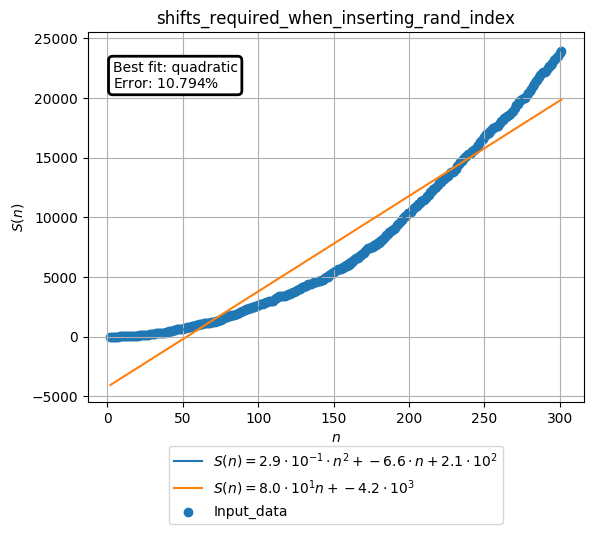 shifts_required_when_inserting_rand_index
25000
20000
15000
10000
5000
0
−5000
S(n)
Best fit: quadratic
Error: 10.794%
0 50 100 150 200 250 300
n
S(n) = 2.9 · 10⁻¹ · n² + −6.6 · n + 2.1 · 10²
S(n) = 8.0 · 10¹n + −4.2 · 10³
Input_data